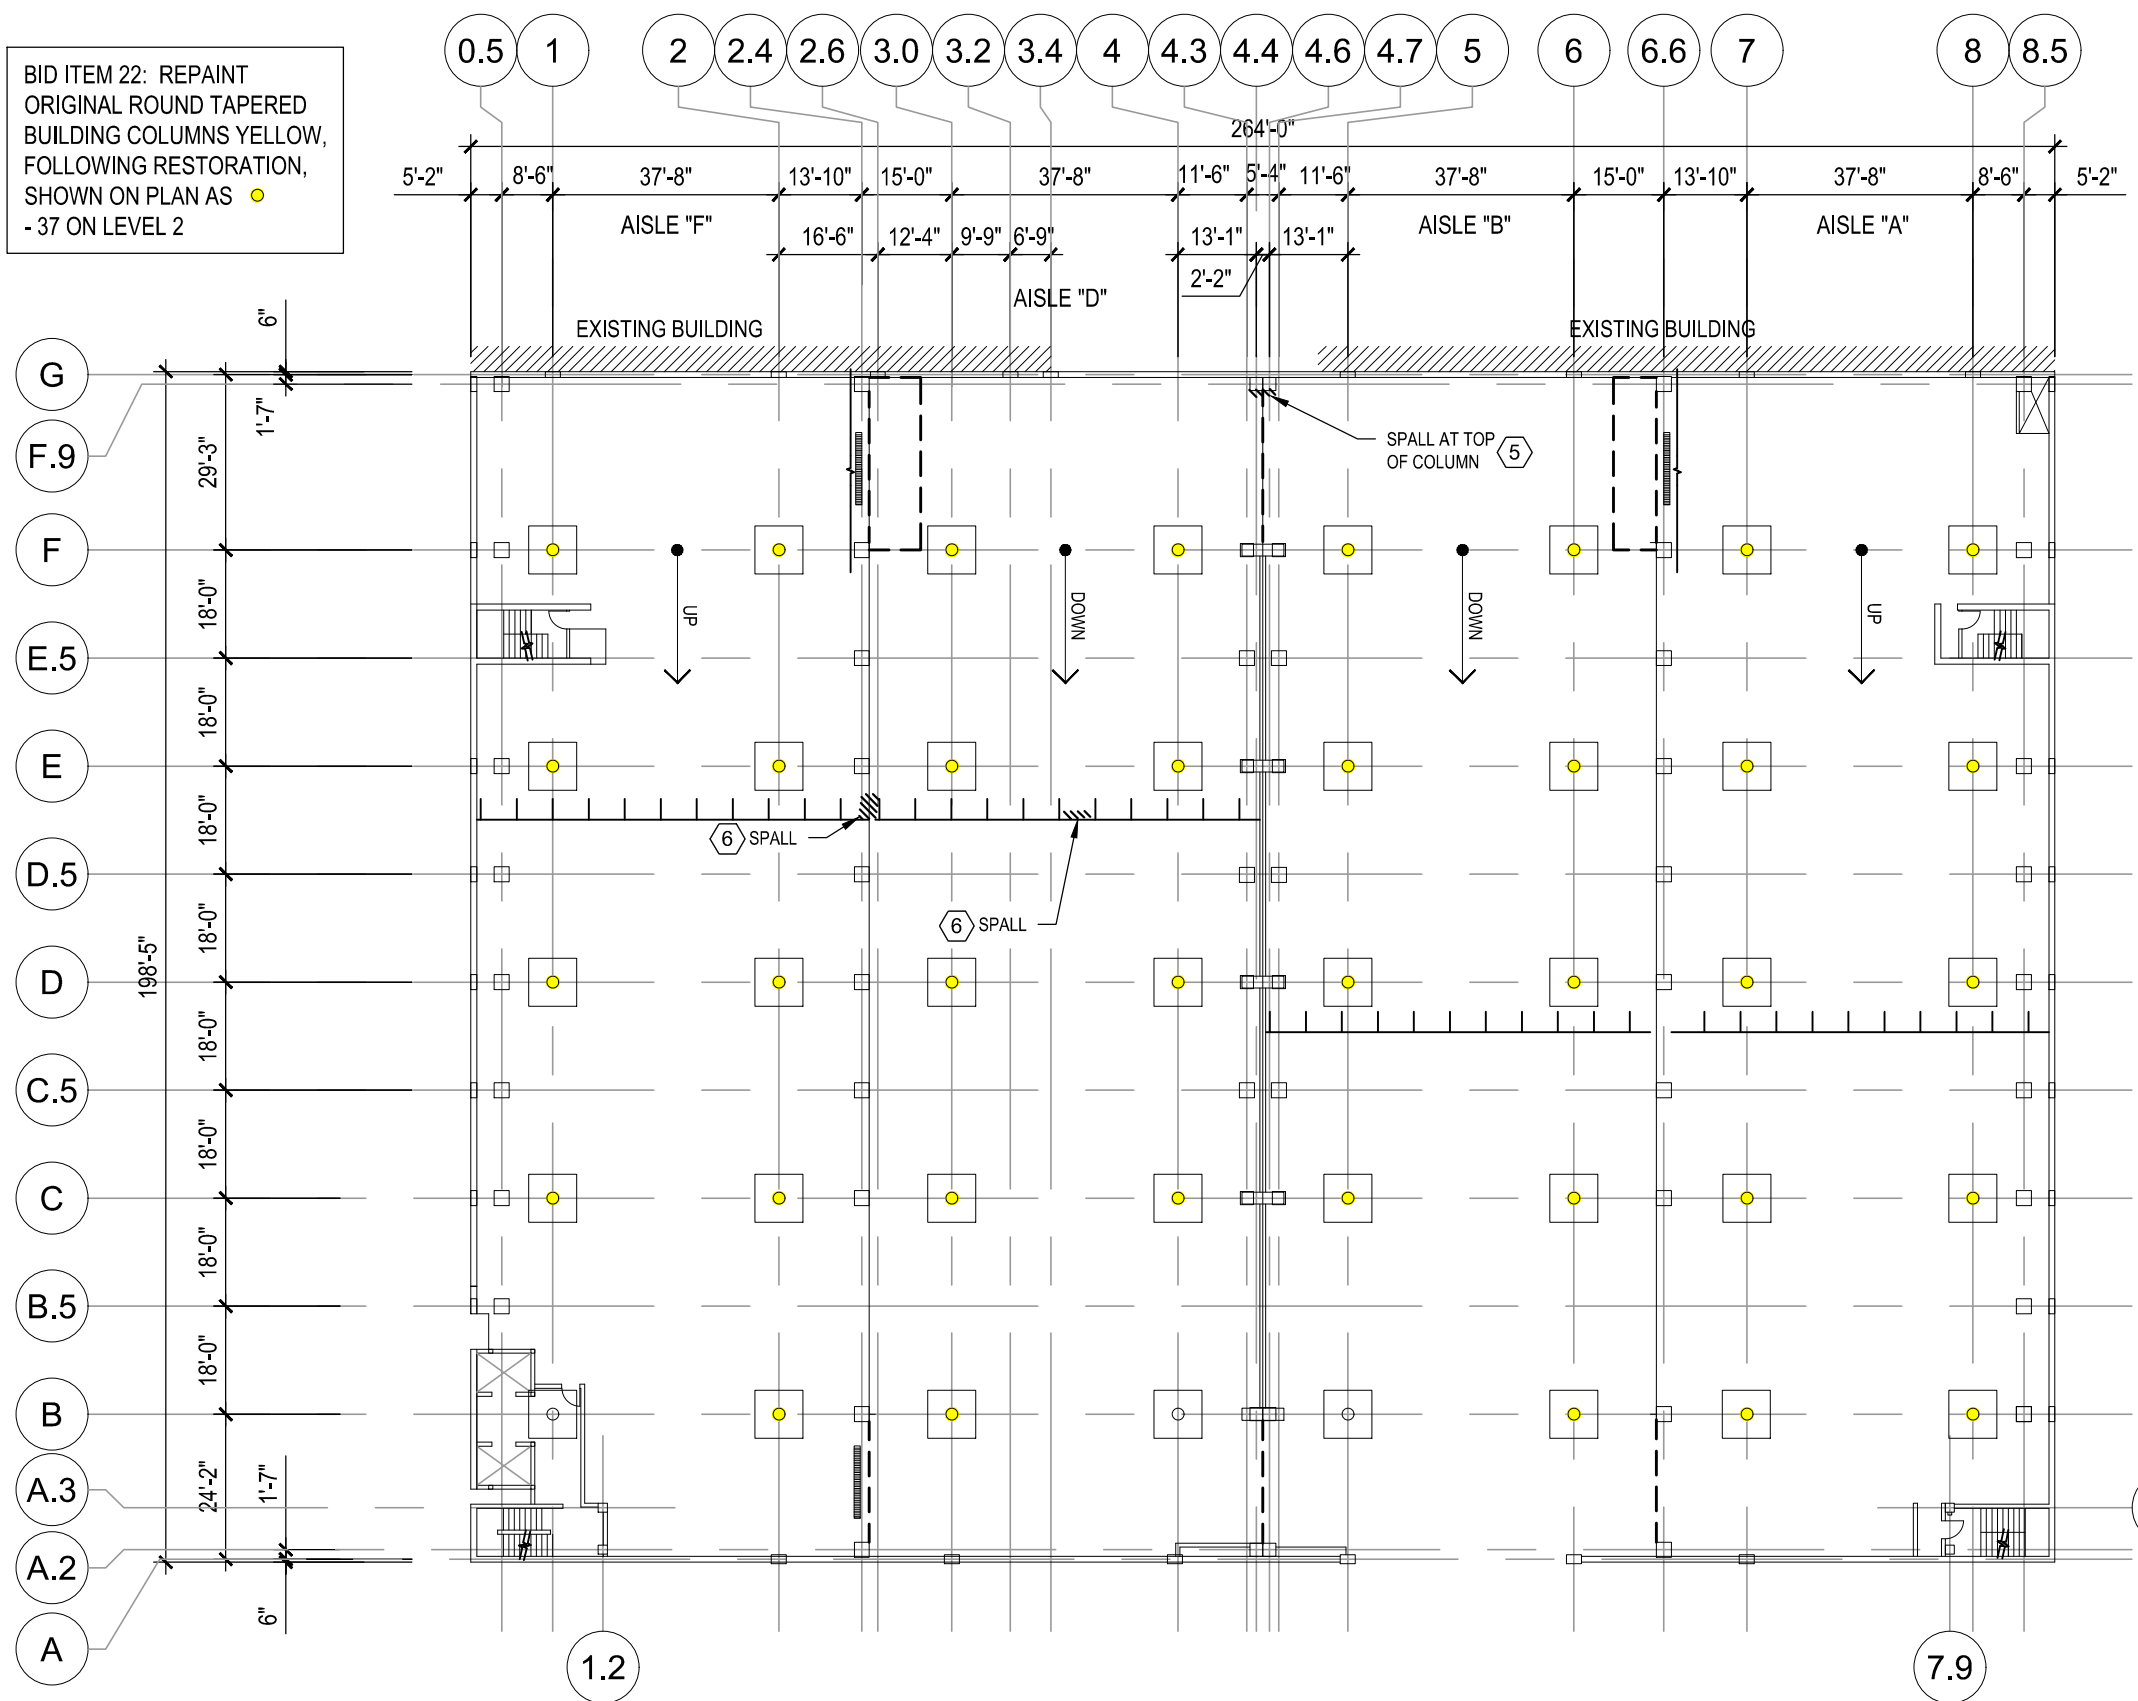 0.5 1 2 2.4 2.6 3.0 3.2 3.4 4 4.3 4.4 4.6 4.7 5 6 6.6 7 8 8.5
BID ITEM 22: REPAINT
ORIGINAL ROUND TAPERED
BUILDING COLUMNS YELLOW,
FOLLOWING RESTORATION,
SHOWN ON PLAN AS
- 37 ON LEVEL 2
264'-0"
5'-2" 8'-6" 37'-8" 13'-10" 15'-0" 37'-8" 11'-6" 5'-4" 11'-6" 37'-8" 15'-0" 13'-10" 37'-8" 8'-6" 5'-2"
AISLE "F" AISLE "B" AISLE "A"
16'-6" 12'-4" 9'-9" 6'-9" 13'-1" 13'-1"
2'-2"
AISLE "D"
EXISTING BUILDING EXISTING BUILDING
6"
G
1'-7"
F.9
29'-3"
SPALL AT TOP
OF COLUMN
5
F
18'-0"
UP DOWN DOWN UP
E.5
18'-0"
E
18'-0"
6 SPALL
D.5
6 SPALL
18'-0"
198'-5"
D
18'-0"
C.5
18'-0"
C
18'-0"
B.5
18'-0"
B
24'-2"
1'-7"
A.3
A.2
6"
A
1.2 7.9